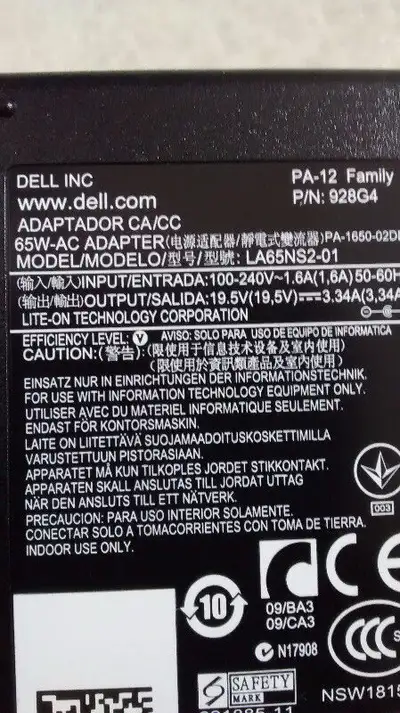 DELL INC
PA-12 Family
www.dell.com
P/N: 928G4
ADAPTADOR CA/CC
65W-AC ADAPTER(电源适配器/靜電式變流器)PA-1650-02D
MODEL/MODELO/型号/型號: LA65NS2-01
(输入/輸入)INPUT/ENTRADA:100-240V~1.6A(1,6A)50-60H
(输出/輸出)OUTPUT/SALIDA:19.5V(19,5V)⎓3.34A(3,34A
LITE-ON TECHNOLOGY CORPORATION
EFFICIENCY LEVEL: V AVISO: SOLO PARA USO DE EQUIPO DE INFORMATICA
CAUTION:(警告):(限使用于信息技术设备及室内使用)
(限使用於資訊類產品及室內使用)
EINSATZ NUR IN EINRICHTUNGEN DER INFORMATIONSTECHNIK.
FOR USE WITH INFORMATION TECHNOLOGY EQUIPMENT ONLY.
UTILISER AVEC DU MATERIEL INFORMATIQUE SEULEMENT.
ENDAST FÖR KONTORSMASKIN.
LAITE ON LIITETTÄVÄ SUOJAMAADOITUSKOSKETTIMILLA
VARUSTETTUUN PISTORASIAAN.
APPARATET MÅ KUN TILKOPLES JORDET STIKKONTAKT.
APPARATEN SKALL ANSLUTAS TILL JORDAT UTTAG
NÄR DEN ANSLUTS TILL ETT NÄTVERK.
PRECAUCION: PARA USO INTERIOR SOLAMENTE.
CONECTAR SOLO A TOMACORRIENTES CON TOMA DE TIERRA.
INDOOR USE ONLY.
003
10
09/BA3
09/CA3
CE
N17908
CCC
S SAFETY
MARK
NSW1815